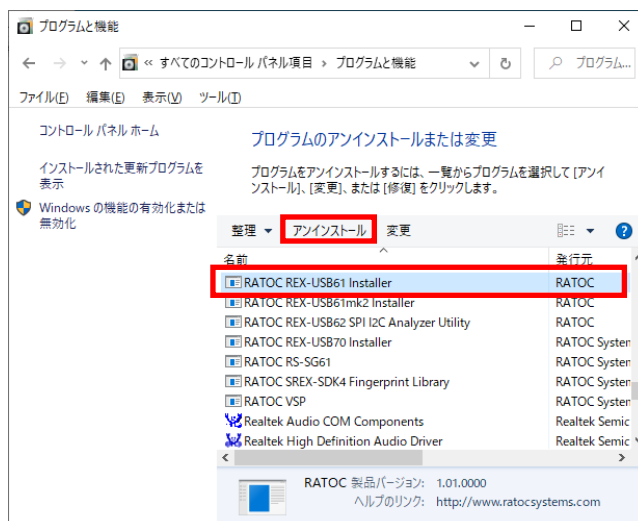 プログラムと機能
« すべてのコントロール パネル項目 › プログラムと機能
プログラム...
ファイル(F) 編集(E) 表示(V) ツール(T)
コントロール パネル ホーム
インストールされた更新プログラムを
表示
Windows の機能の有効化または
無効化
プログラムのアンインストールまたは変更
プログラムをアンインストールするには、一覧からプログラムを選択して [アンイ
ンストール]、[変更]、または [修復] をクリックします。
整理 アンインストール 変更
名前 発行元
RATOC REX-USB61 Installer RATOC
RATOC REX-USB61mk2 Installer RATOC
RATOC REX-USB62 SPI I2C Analyzer Utility RATOC
RATOC REX-USB70 Installer RATOC System
RATOC RS-SG61 RATOC
RATOC SREX-SDK4 Fingerprint Library RATOC System
RATOC VSP RATOC System
Realtek Audio COM Components Realtek Semic
Realtek High Definition Audio Driver Realtek Semic
RATOC 製品バージョン: 1.01.0000
ヘルプのリンク: http://www.ratocsystems.com